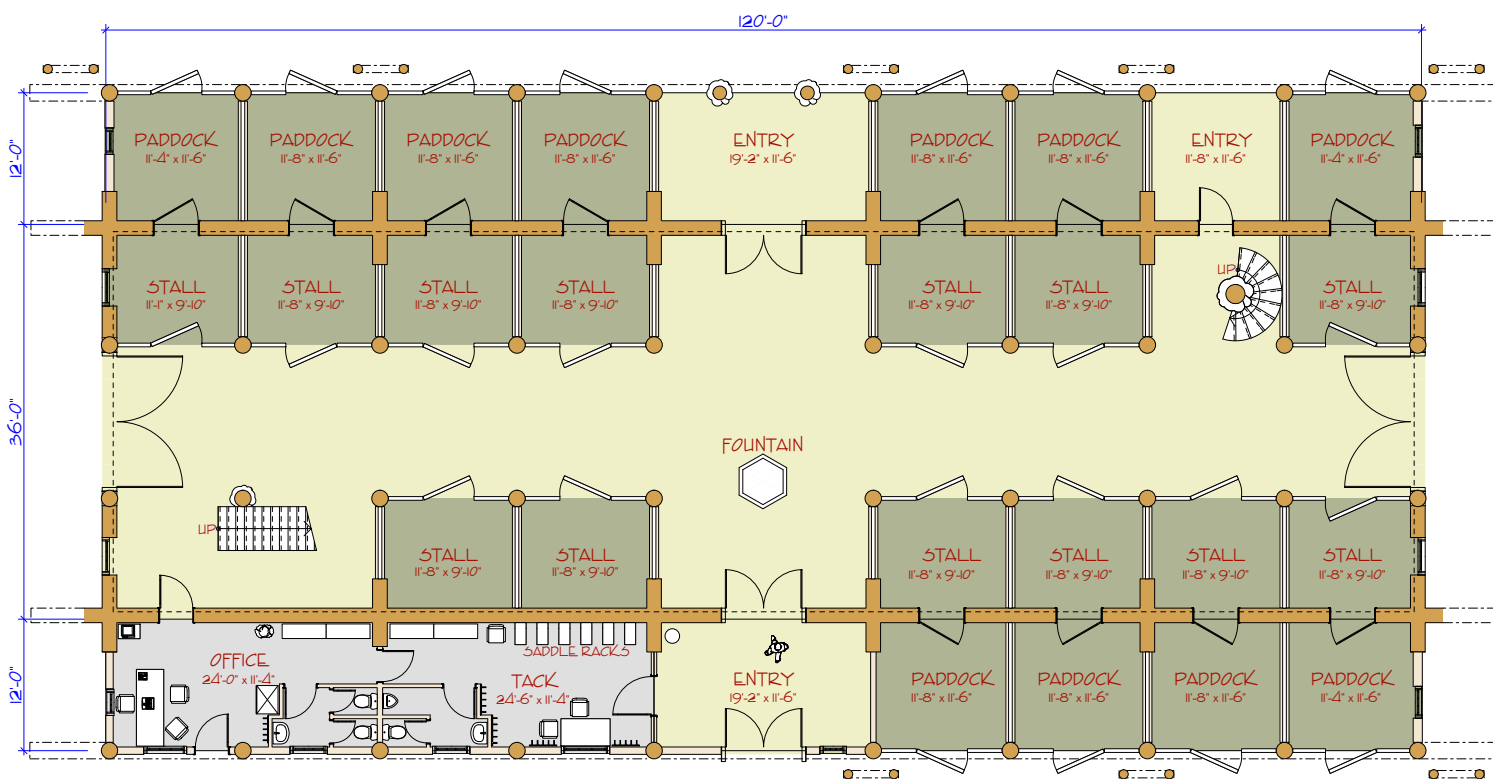 120'-0"
12'-0"
PADDOCK
11'-4" x 11'-6"
PADDOCK
11'-8" x 11'-6"
PADDOCK
11'-8" x 11'-6"
PADDOCK
11'-8" x 11'-6"
ENTRY
19'-2" x 11'-6"
PADDOCK
11'-8" x 11'-6"
PADDOCK
11'-8" x 11'-6"
ENTRY
11'-8" x 11'-6"
PADDOCK
11'-4" x 11'-6"
36'-0"
STALL
11'-1" x 9'-10"
STALL
11'-8" x 9'-10"
STALL
11'-8" x 9'-10"
STALL
11'-8" x 9'-10"
STALL
11'-8" x 9'-10"
STALL
11'-8" x 9'-10"
UP
STALL
11'-8" x 9'-10"
FOUNTAIN
UP
STALL
11'-8" x 9'-10"
STALL
11'-8" x 9'-10"
STALL
11'-8" x 9'-10"
STALL
11'-8" x 9'-10"
STALL
11'-8" x 9'-10"
STALL
11'-8" x 9'-10"
12'-0"
OFFICE
24'-0" x 11'-4"
SADDLE RACKS
TACK
24'-6" x 11'-4"
ENTRY
19'-2" x 11'-6"
PADDOCK
11'-8" x 11'-6"
PADDOCK
11'-8" x 11'-6"
PADDOCK
11'-8" x 11'-6"
PADDOCK
11'-4" x 11'-6"